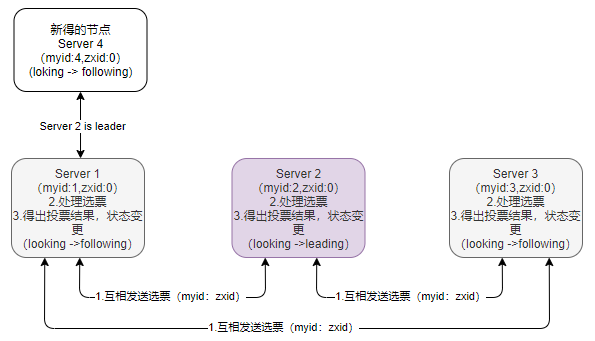 新得的节点
Server 4
（myid:4,zxid:0）
(loking -> following)
Server 2 is leader
Server 1
（myid:1,zxid:0）
2.处理选票
3.得出投票结果，状态变
更
（looking ->following）
Server 2
（myid:2,zxid:0）
2.处理选票
3.得出投票结果，状态变
更
（looking ->leading）
Server 3
（myid:3,zxid:0）
2.处理选票
3.得出投票结果，状态变
更
（looking ->following）
1.互相发送选票（myid：zxid）
1.互相发送选票（myid：zxid）
1.互相发送选票（myid：zxid）